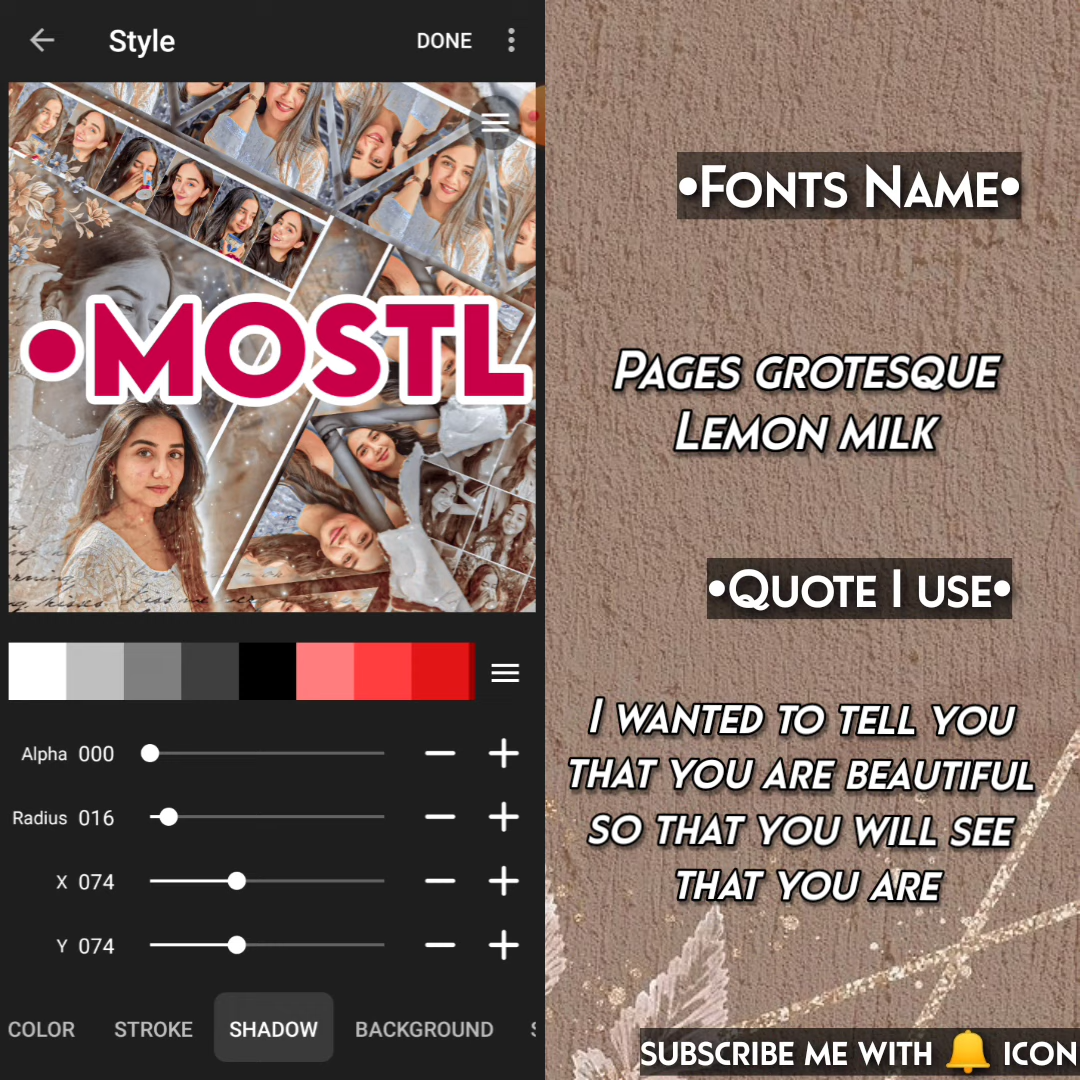 Style
DONE
•MOSTL
Alpha 000
Radius 016
X 074
Y 074
COLOR STROKE SHADOW BACKGROUND
•FONTS NAME•
PAGES GROTESQUE
LEMON MILK
•QUOTE I USE•
I WANTED TO TELL YOU
THAT YOU ARE BEAUTIFUL
SO THAT YOU WILL SEE
THAT YOU ARE
SUBSCRIBE ME WITH 🔔 ICON